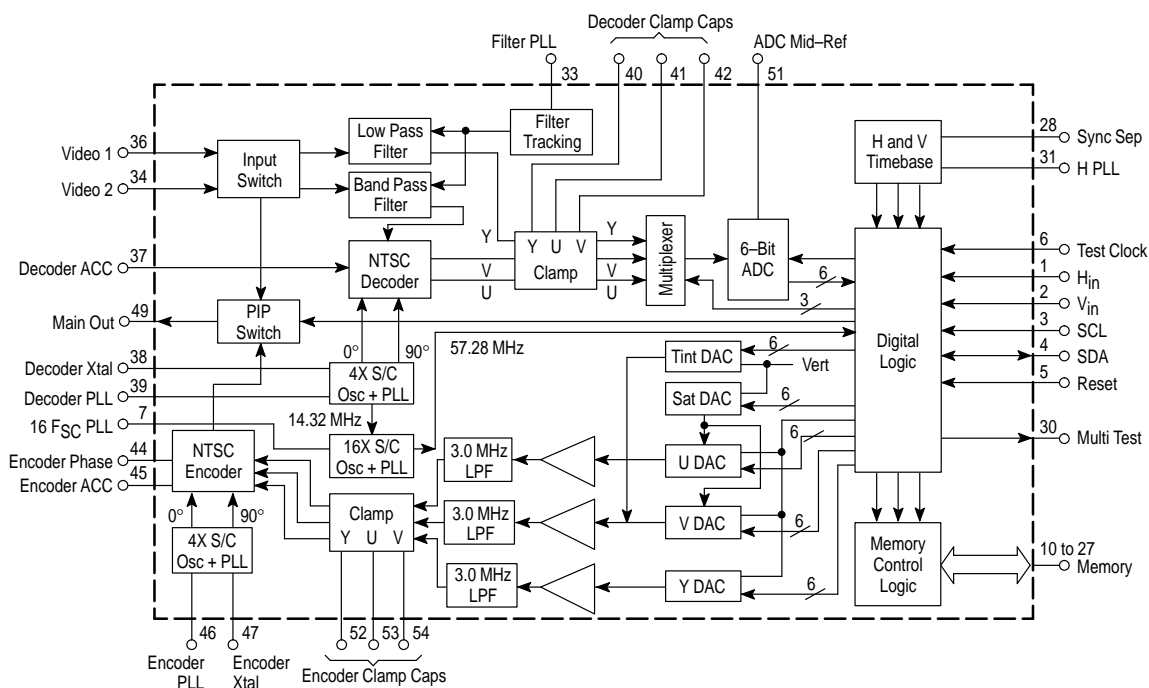 Decoder Clamp Caps
Filter PLL
ADC Mid–Ref
33
40
41
42
51
36
Video 1
34
Video 2
Input
Switch
Low Pass
Filter
Band Pass
Filter
Filter
Tracking
H and V
Timebase
28
Sync Sep
31
H PLL
37
Decoder ACC
NTSC
Decoder
Y
V
U
Y U V
Clamp
Y
V
U
Multiplexer
6–Bit
ADC
6
3
Digital
Logic
6
Test Clock
1
Hin
2
Vin
3
SCL
4
SDA
5
Reset
30
Multi Test
49
Main Out
PIP
Switch
0°
90°
57.28 MHz
38
Decoder Xtal
39
Decoder PLL
4X S/C
Osc + PLL
14.32 MHz
7
16 FSC PLL
16X S/C
Osc + PLL
Tint DAC
6
Vert
Sat DAC
6
44
Encoder Phase
45
Encoder ACC
NTSC
Encoder
3.0 MHz
LPF
U DAC
6
0°
90°
4X S/C
Osc + PLL
Clamp
Y U V
3.0 MHz
LPF
V DAC
6
3.0 MHz
LPF
Y DAC
6
Memory
Control
Logic
10 to 27
Memory
46
47
52
53
54
Encoder
PLL
Encoder
Xtal
Encoder Clamp Caps